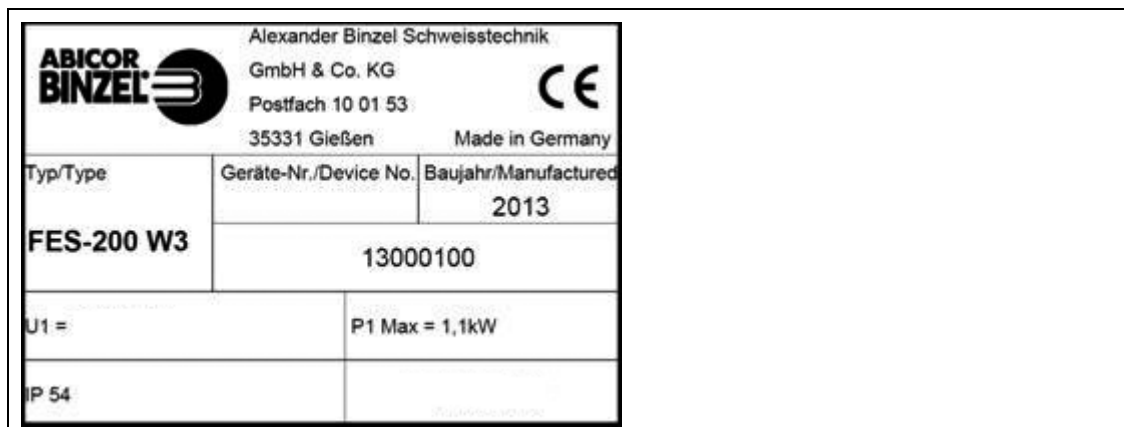 ABICOR
BINZEL®
Alexander Binzel Schweisstechnik
GmbH & Co. KG
Postfach 10 01 53
35331 Gießen
CE
Made in Germany
Typ/Type
FES-200 W3
Geräte-Nr./Device No.
Baujahr/Manufactured
2013
13000100
U1 =
P1 Max = 1,1kW
IP 54